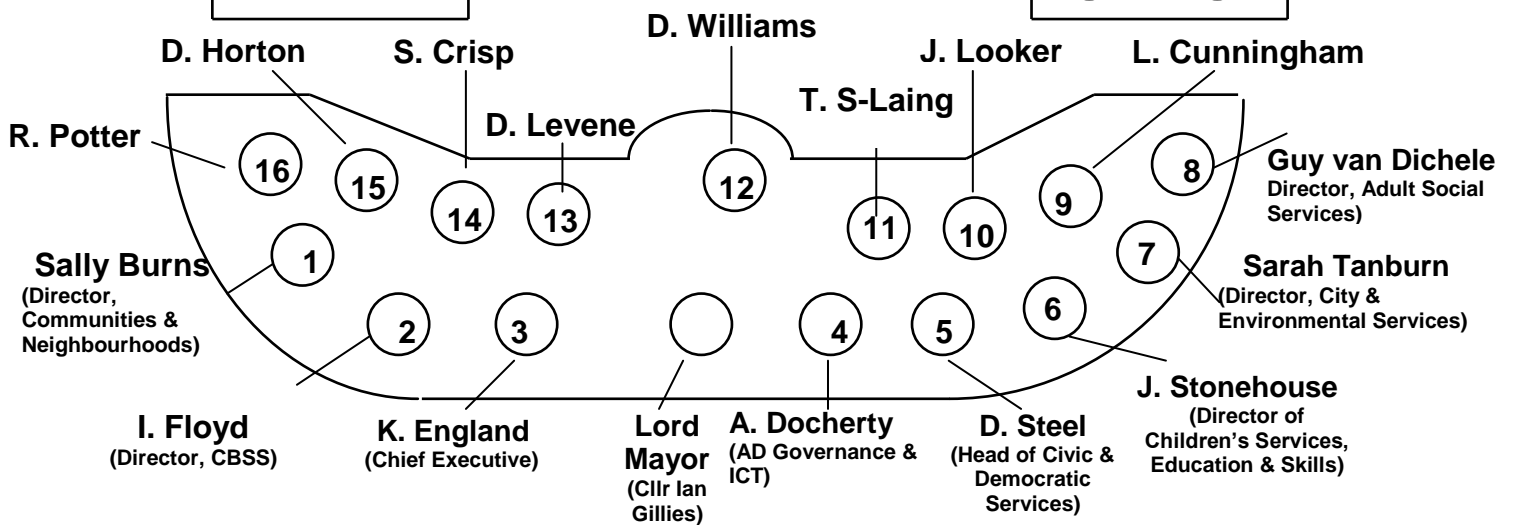 D. Williams
D. Horton
S. Crisp
J. Looker
L. Cunningham
T. S-Laing
D. Levene
R. Potter
16
15
14
13
12
11
10
9
8
Guy van Dichele
Director, Adult Social
Services)
1
7
Sally Burns
(Director,
Communities &
Neighbourhoods)
Sarah Tanburn
(Director, City &
Environmental Services)
2
3
4
5
6
I. Floyd
(Director, CBSS)
K. England
(Chief Executive)
Lord
Mayor
(Cllr Ian
Gillies)
A. Docherty
(AD Governance &
ICT)
D. Steel
(Head of Civic &
Democratic
Services)
J. Stonehouse
(Director of
Children's Services,
Education & Skills)